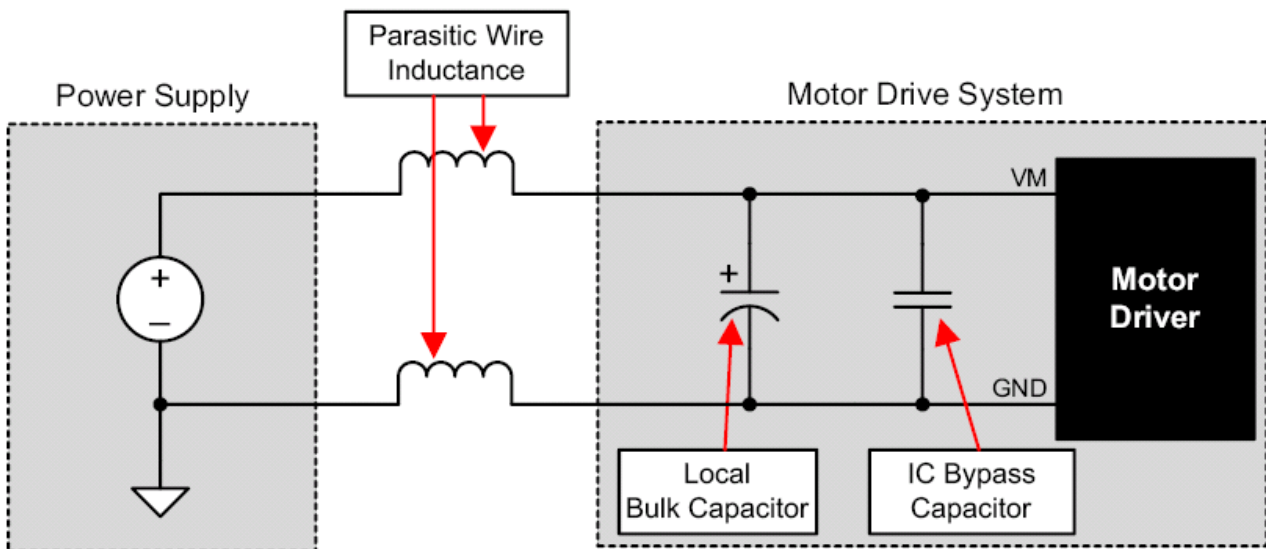 Parasitic Wire
Inductance
Power Supply
Motor Drive System
VM
+
+
–
Motor
Driver
GND
Local
Bulk Capacitor
IC Bypass
Capacitor